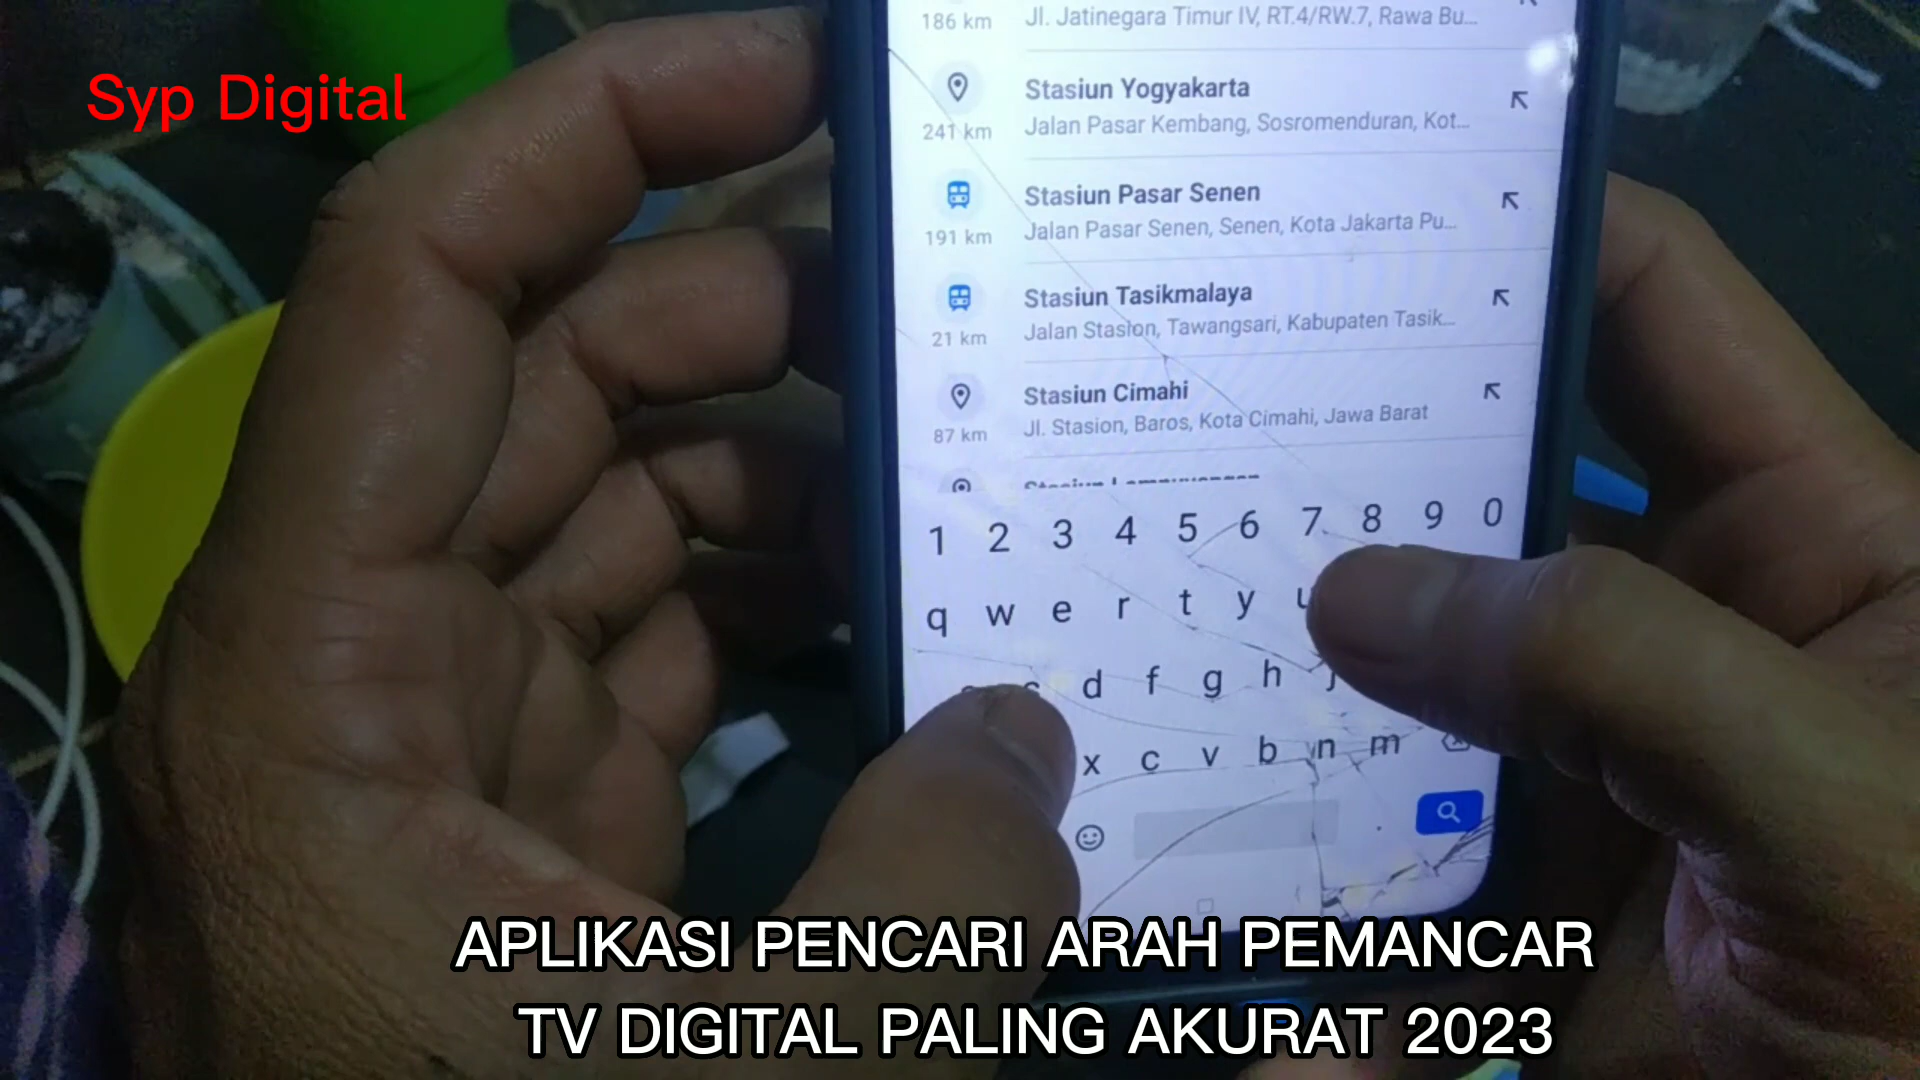 Syp Digital
186 km
Jl. Jatinegara Timur IV, RT.4/RW.7, Rawa Bu...
Stasiun Yogyakarta
241 km
Jalan Pasar Kembang, Sosromenduran, Kot...
Stasiun Pasar Senen
191 km
Jalan Pasar Senen, Senen, Kota Jakarta Pu...
Stasiun Tasikmalaya
21 km
Jalan Stasion, Tawangsari, Kabupaten Tasik...
Stasiun Cimahi
87 km
Jl. Stasion, Baros, Kota Cimahi, Jawa Barat
1 2 3 4 5 6 7 8 9 0
q w e r t y u
d f g h j
x c v b n m
APLIKASI PENCARI ARAH PEMANCAR
TV DIGITAL PALING AKURAT 2023